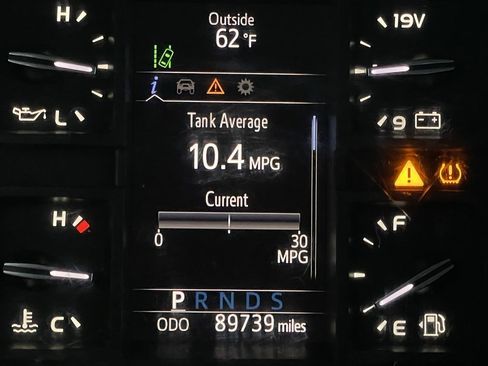 H
Outside
62 °F
19V
i
Tank Average
L
10.4 MPG
9
Current
H
F
0
30
MPG
P R N D S
C
ODO 89739 miles
E